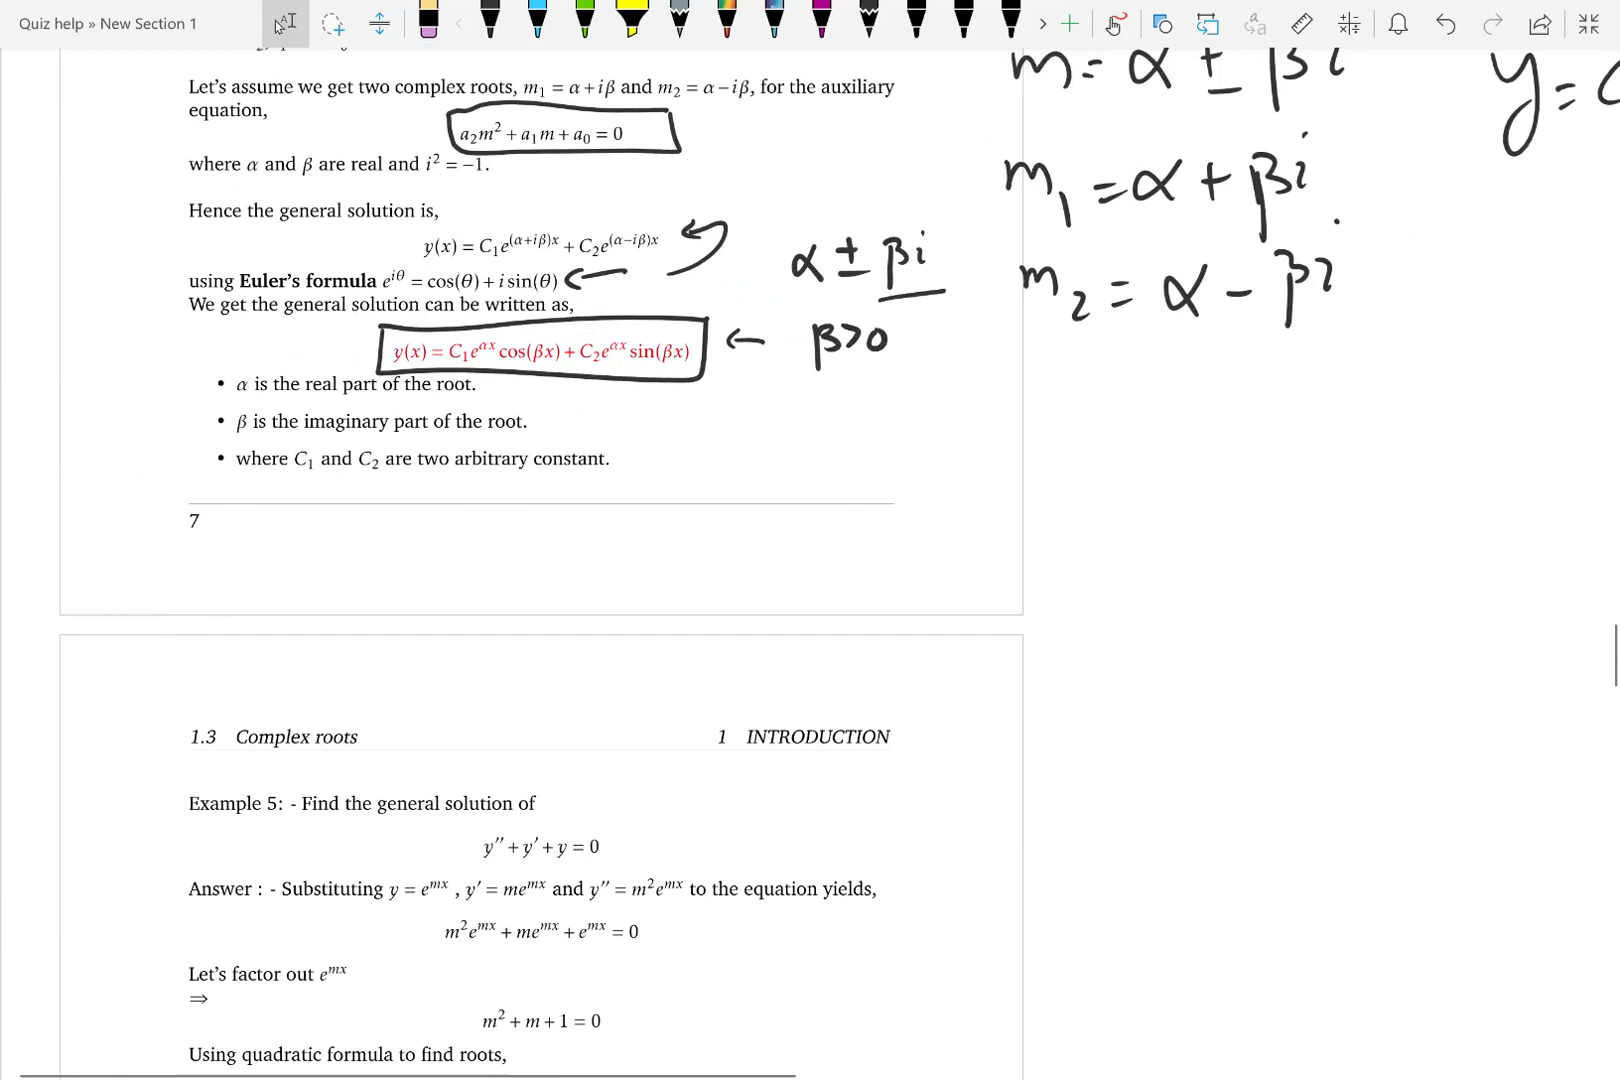 Quiz help » New Section 1
Let's assume we get two complex roots, m₁ = α + iβ and m₂ = α − iβ, for the auxiliary
equation,
a₂m² + a₁m + a₀ = 0
where α and β are real and i² = −1.
Hence the general solution is,
y(x) = C₁e^{(α+iβ)x} + C₂e^{(α−iβ)x}
using Euler's formula e^{iθ} = cos(θ) + i sin(θ) ←
We get the general solution can be written as,
y(x) = C₁e^{αx} cos(βx) + C₂e^{αx} sin(βx) ←
• α is the real part of the root.
• β is the imaginary part of the root.
• where C₁ and C₂ are two arbitrary constant.
7
α ± βi
β>0
m = α ± βi
m₁ = α + βi
m₂ = α − βi
y =
1.3 Complex roots 1 INTRODUCTION
Example 5: - Find the general solution of
y″ + y′ + y = 0
Answer : - Substituting y = e^{mx} , y′ = me^{mx} and y″ = m²e^{mx} to the equation yields,
m²e^{mx} + me^{mx} + e^{mx} = 0
Let's factor out e^{mx}
⇒
m² + m + 1 = 0
Using quadratic formula to find roots,